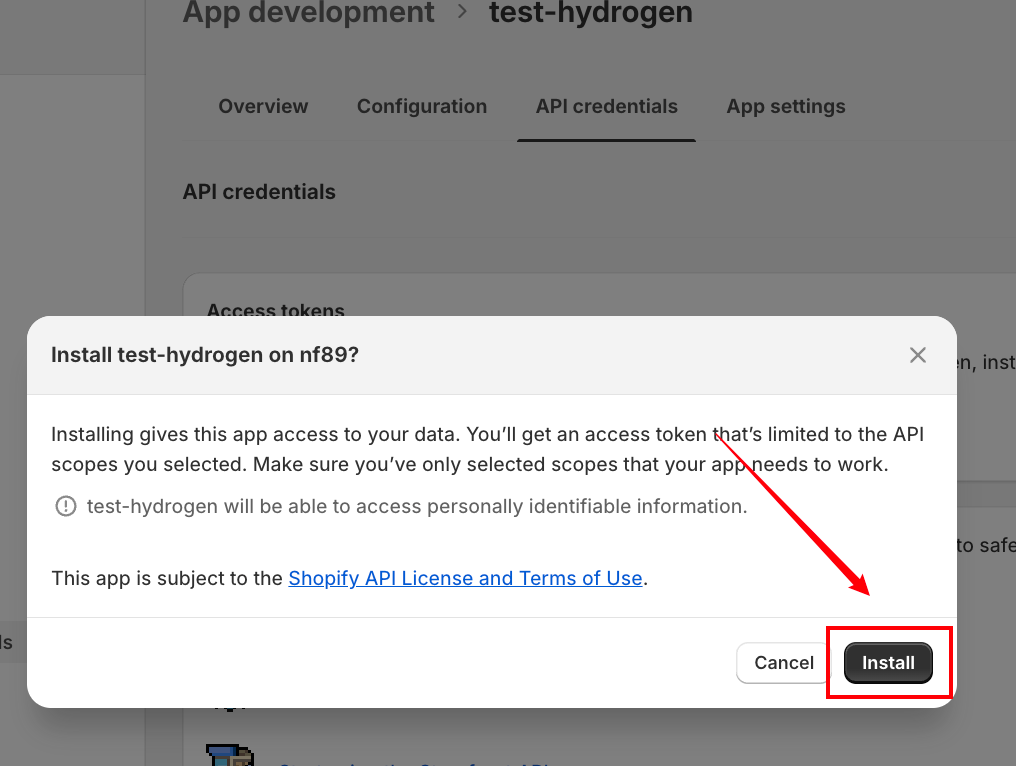 App development > test-hydrogen
Overview Configuration API credentials App settings
API credentials
Access tokens
Install test-hydrogen on nf89?
Installing gives this app access to your data. You’ll get an access token that’s limited to the API
scopes you selected. Make sure you’ve only selected scopes that your app needs to work.
test-hydrogen will be able to access personally identifiable information.
This app is subject to the Shopify API License and Terms of Use.
to safe
Cancel Install